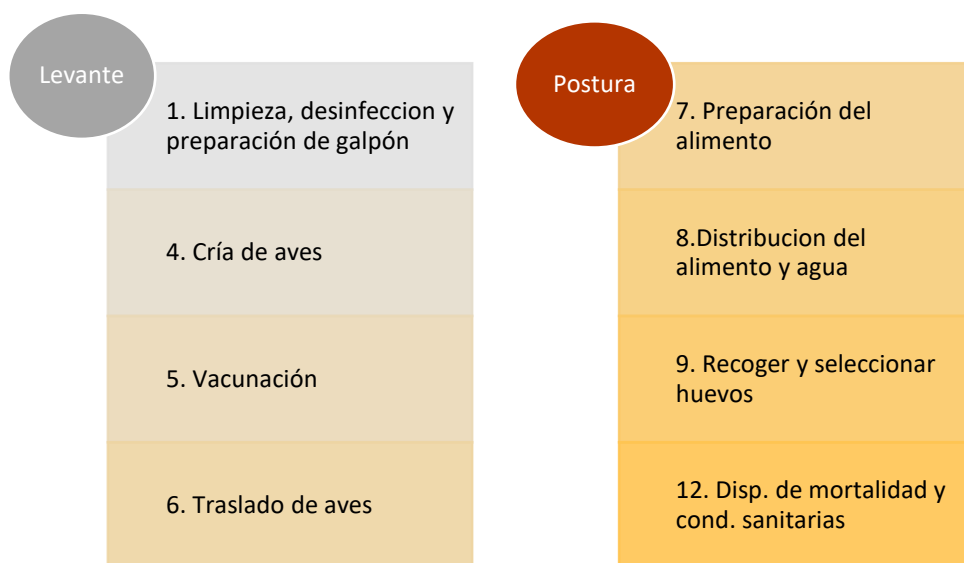 Levante
1. Limpieza, desinfeccion y
preparación de galpón
4. Cría de aves
5. Vacunación
6. Traslado de aves
Postura
7. Preparación del
alimento
8.Distribucion del
alimento y agua
9. Recoger y seleccionar
huevos
12. Disp. de mortalidad y
cond. sanitarias